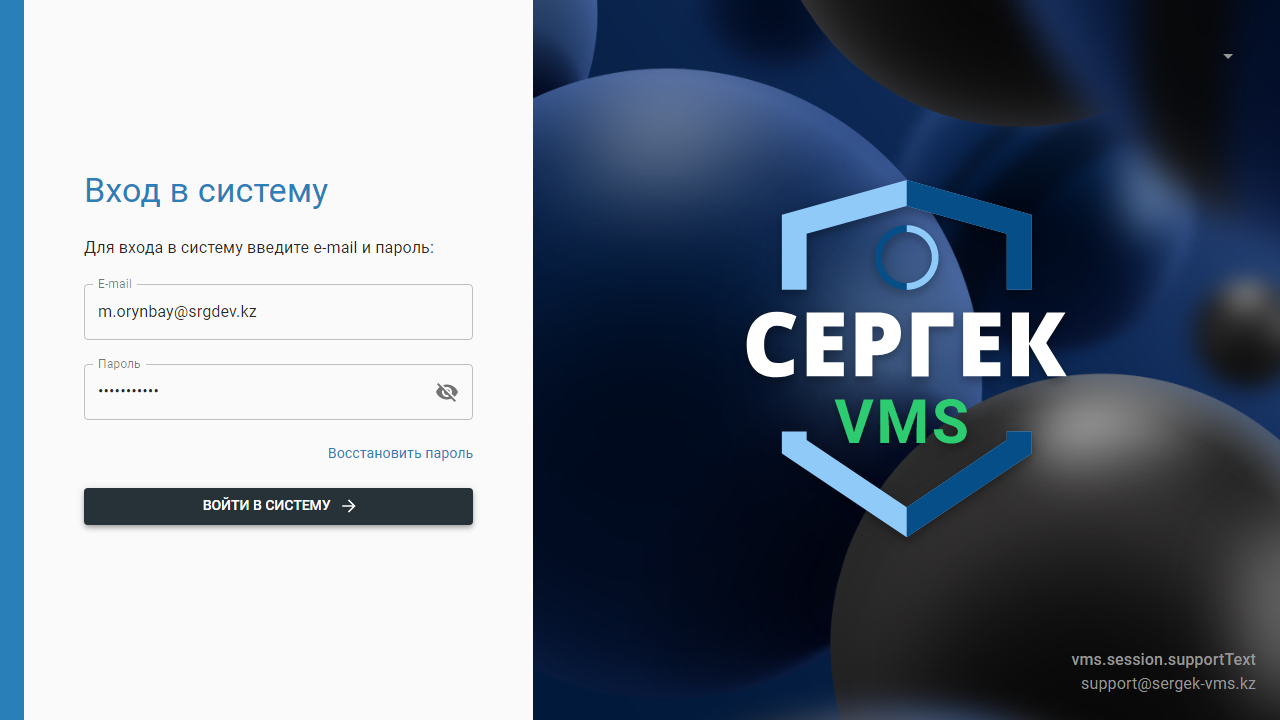 Вход в систему
Для входа в систему введите e-mail и пароль:
E-mail
m.orynbay@srgdev.kz
Пароль
•••••••••••
Восстановить пароль
ВОЙТИ В СИСТЕМУ
СЕРГЕК
VMS
vms.session.supportText
support@sergek-vms.kz